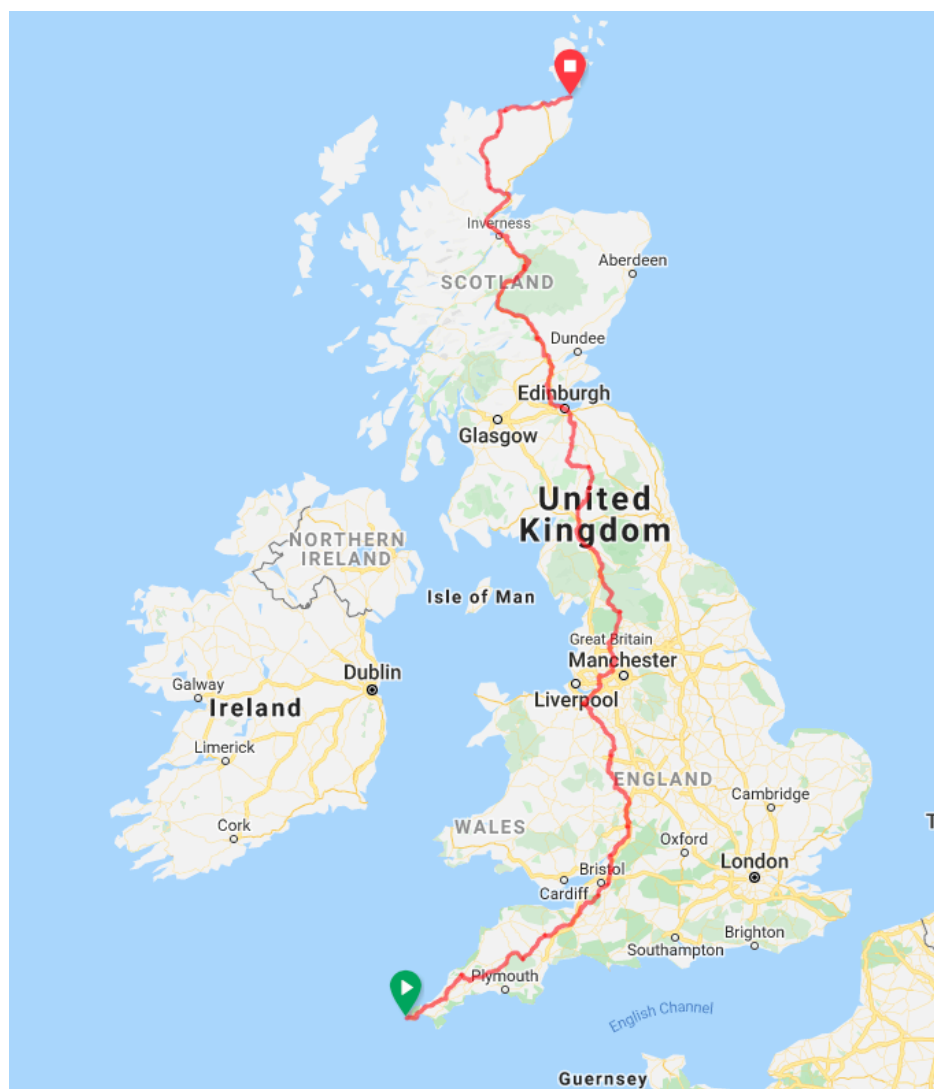 Inverness
Aberdeen
SCOTLAND
Dundee
Edinburgh
Glasgow
United
Kingdom
NORTHERN
IRELAND
Isle of Man
Great Britain
Manchester
Dublin
Galway
Liverpool
Ireland
Limerick
ENGLAND
Cambridge
WALES
Cork
Oxford
London
Bristol
Cardiff
Brighton
Southampton
Plymouth
English Channel
Guernsey